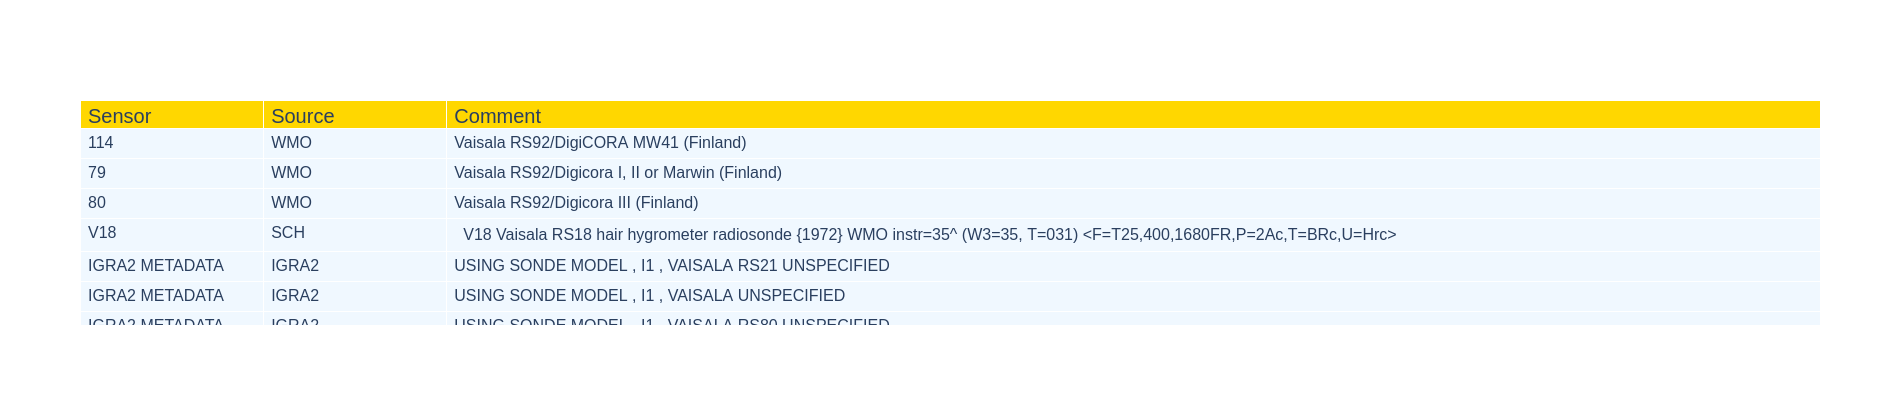 Sensor Source Comment
114 WMO Vaisala RS92/DigiCORA MW41 (Finland)
79 WMO Vaisala RS92/Digicora I, II or Marwin (Finland)
80 WMO Vaisala RS92/Digicora III (Finland)
V18 SCH V18 Vaisala RS18 hair hygrometer radiosonde {1972} WMO instr=35^ (W3=35, T=031) <F=T25,400,1680FR,P=2Ac,T=BRc,U=Hrc>
IGRA2 METADATA IGRA2 USING SONDE MODEL , I1 , VAISALA RS21 UNSPECIFIED
IGRA2 METADATA IGRA2 USING SONDE MODEL , I1 , VAISALA UNSPECIFIED
IGRA2 METADATA IGRA2 USING SONDE MODEL , I1 , VAISALA RS80 UNSPECIFIED